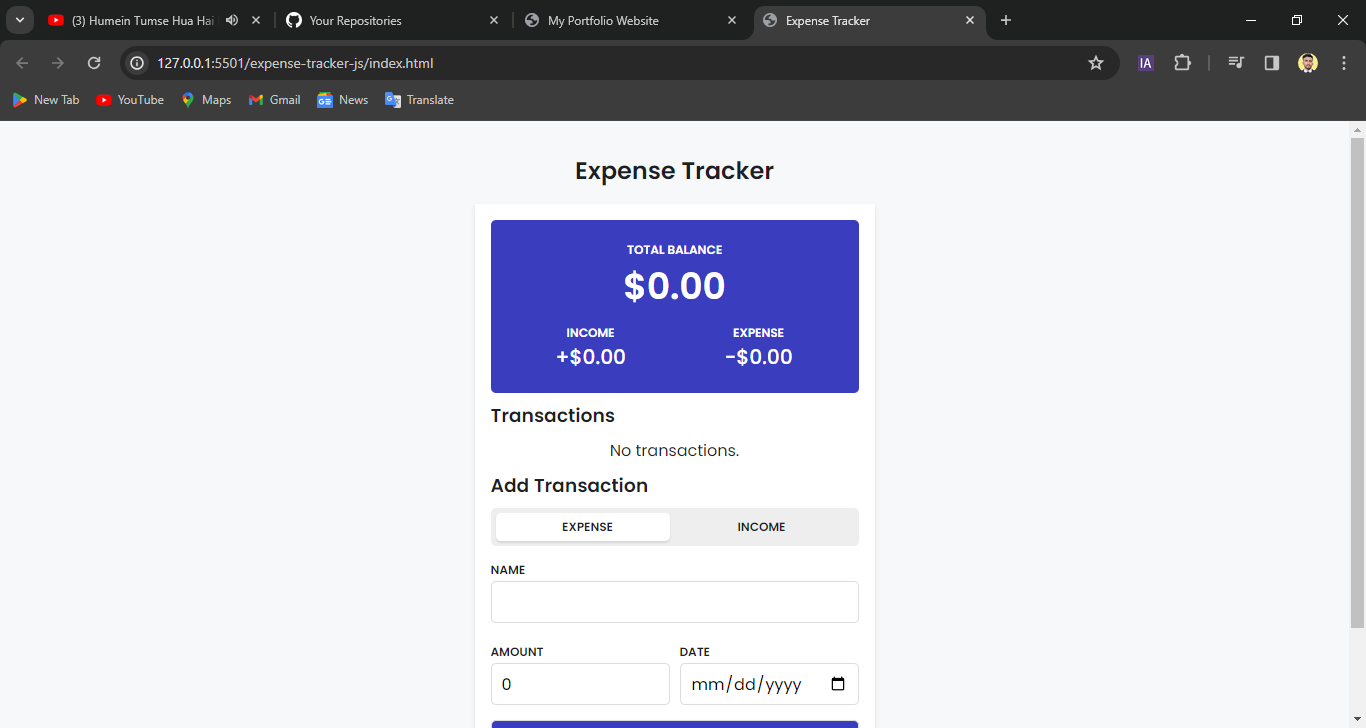 (3) Humein Tumse Hua Hai
Your Repositories
My Portfolio Website
Expense Tracker
127.0.0.1:5501/expense-tracker-js/index.html
IA
New Tab
YouTube
Maps
Gmail
News
Translate
Expense Tracker
TOTAL BALANCE
$0.00
INCOME
EXPENSE
+$0.00
-$0.00
Transactions
No transactions.
Add Transaction
EXPENSE
INCOME
NAME
AMOUNT
DATE
0
mm/dd/yyyy